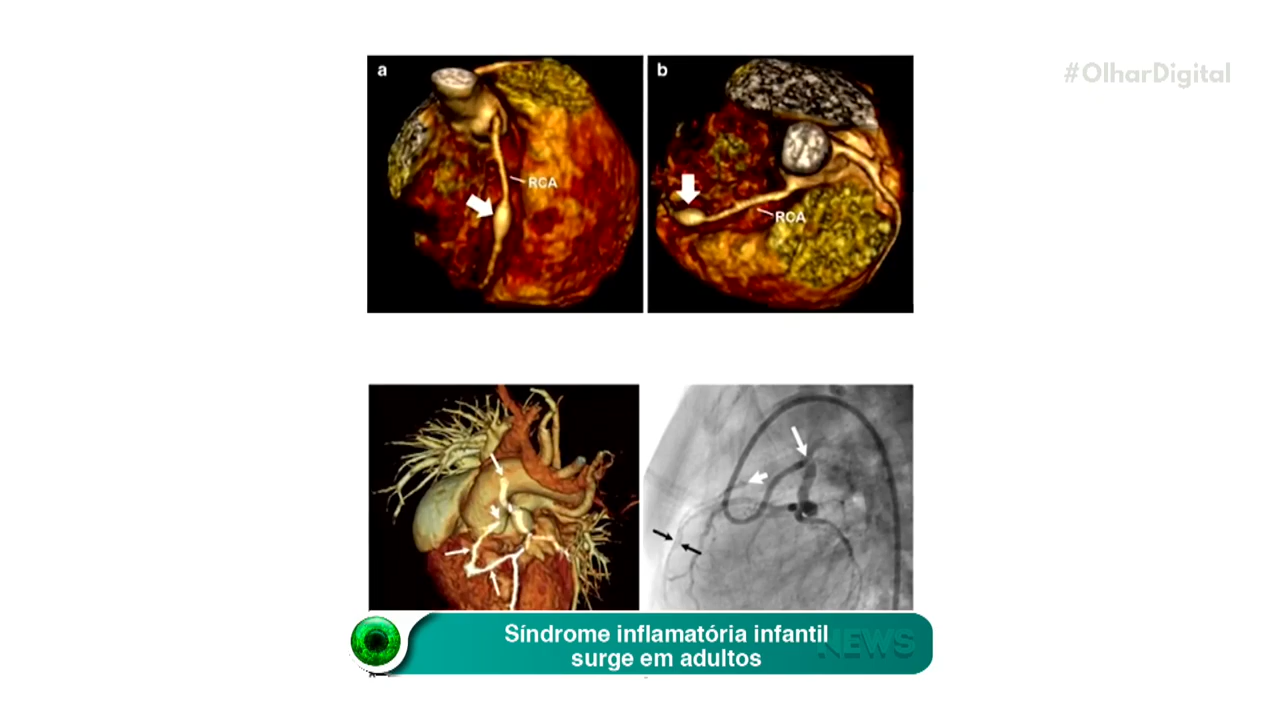 #OlharDigital
a
b
RCA
RCA
Síndrome inflamatória infantil
surge em adultos
NEWS